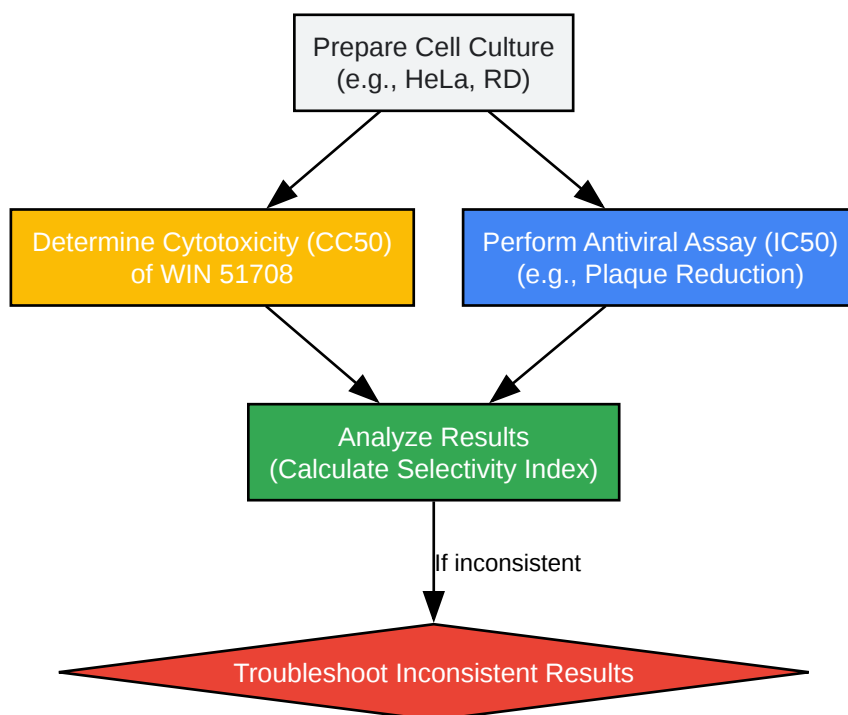 Prepare Cell Culture
(e.g., HeLa, RD)
Determine Cytotoxicity (CC50)
of WIN 51708
Perform Antiviral Assay (IC50)
(e.g., Plaque Reduction)
Analyze Results
(Calculate Selectivity Index)
If inconsistent
Troubleshoot Inconsistent Results